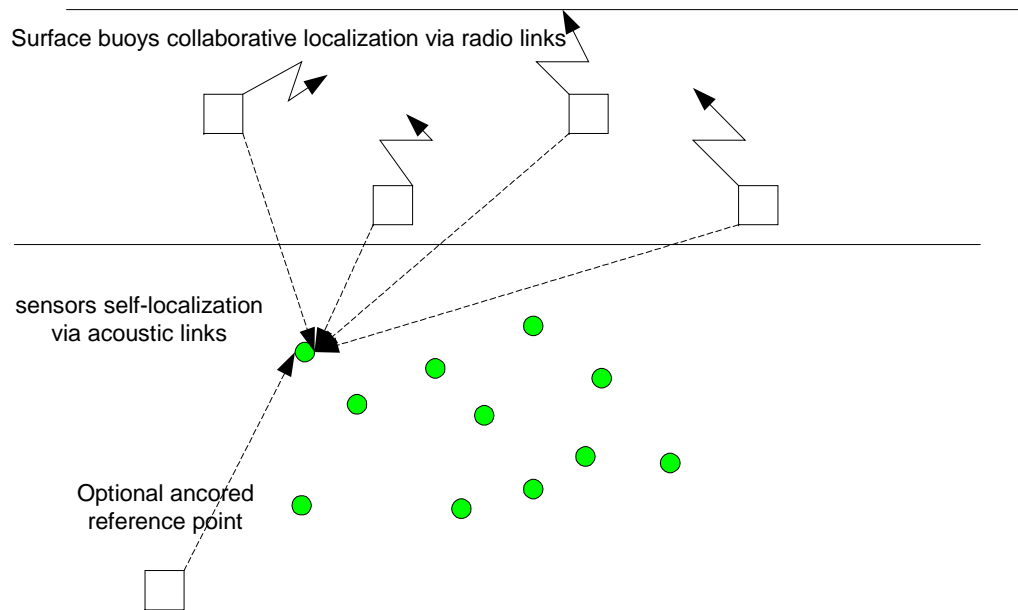 Surface buoys collaborative localization via radio links
sensors self-localization
via acoustic links
Optional ancored
reference point